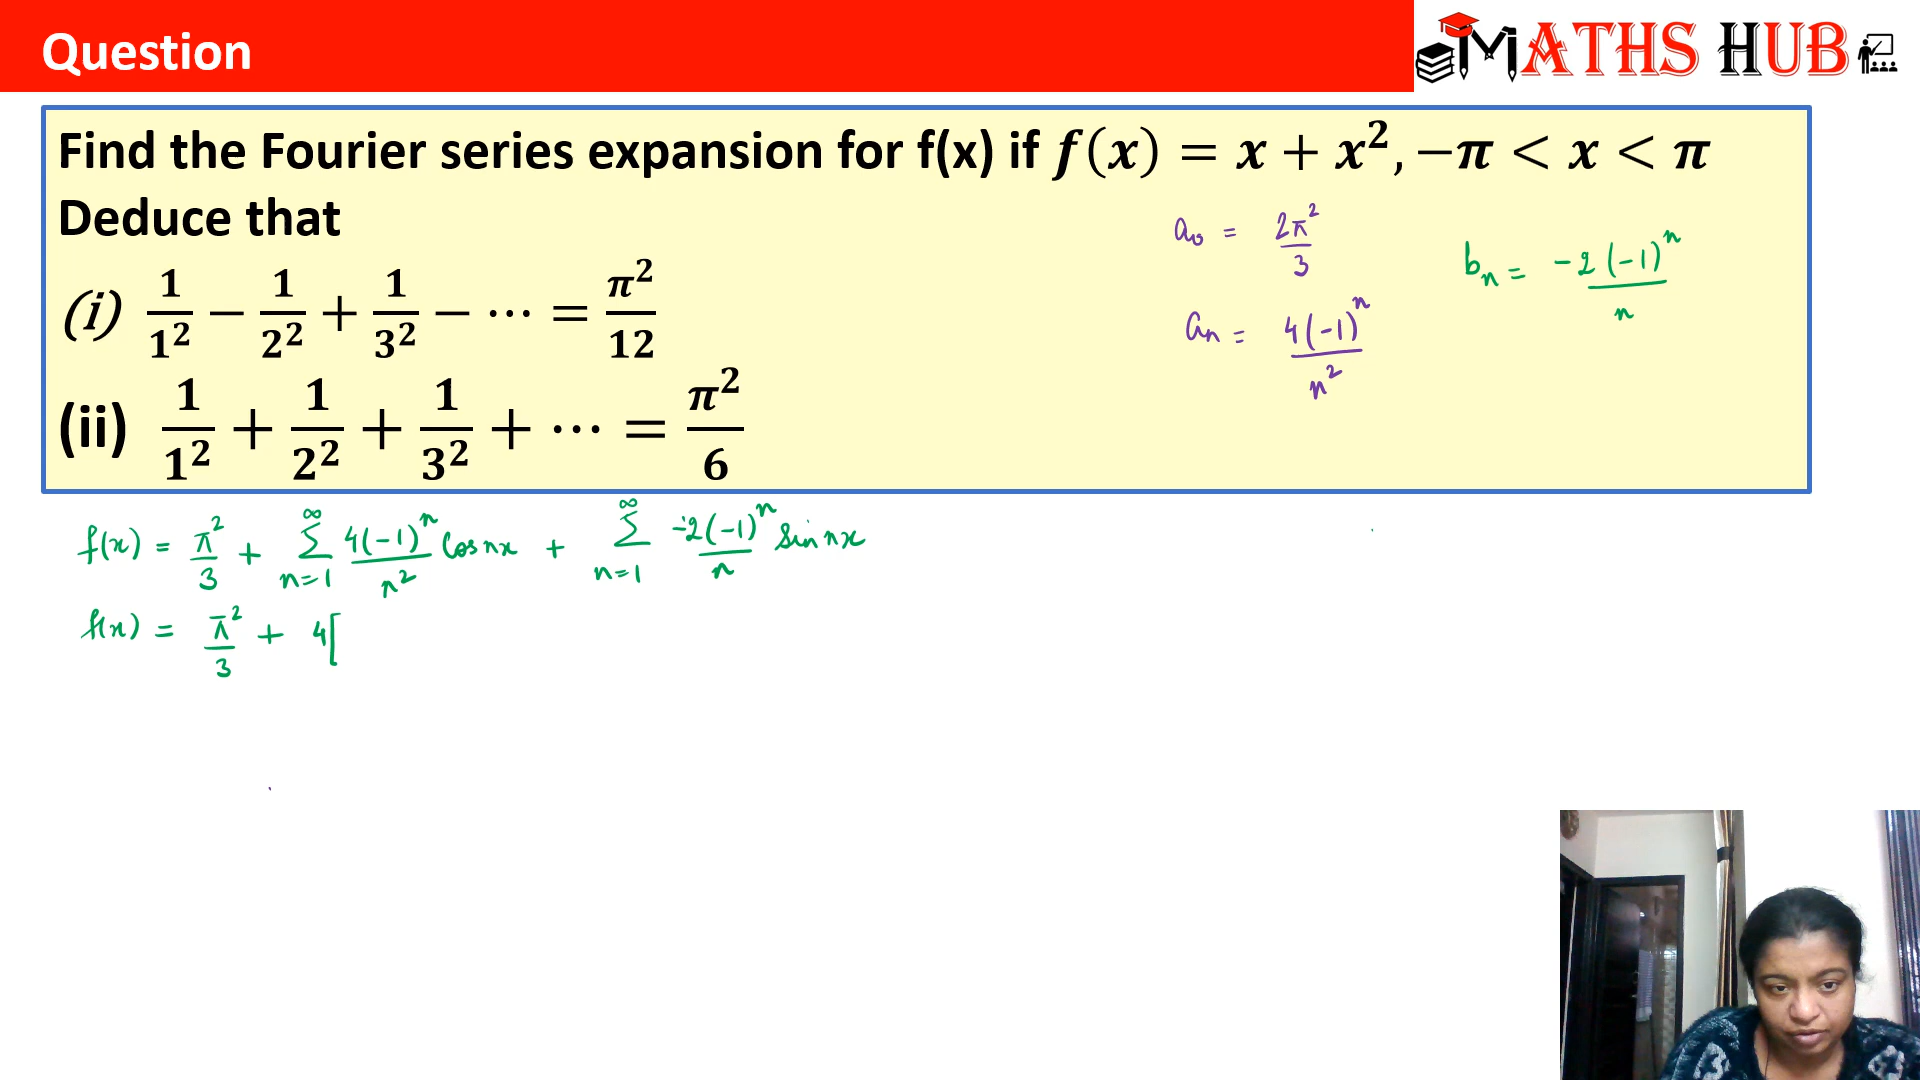 Question
MATHS HUB
Find the Fourier series expansion for f(x) if f(x) = x + x², −π < x < π
Deduce that
(i) 1/1² − 1/2² + 1/3² − ⋯ = π²/12
(ii) 1/1² + 1/2² + 1/3² + ⋯ = π²/6
a₀ = 2π²/3
aₙ = 4(-1)ⁿ/n²
bₙ = -2(-1)ⁿ/n
f(x) = π²/3 + ∞∑n=1 4(-1)ⁿ/n² Cos nx + ∞∑n=1 -2(-1)ⁿ/n Sin nx
f(x) = π²/3 + 4[